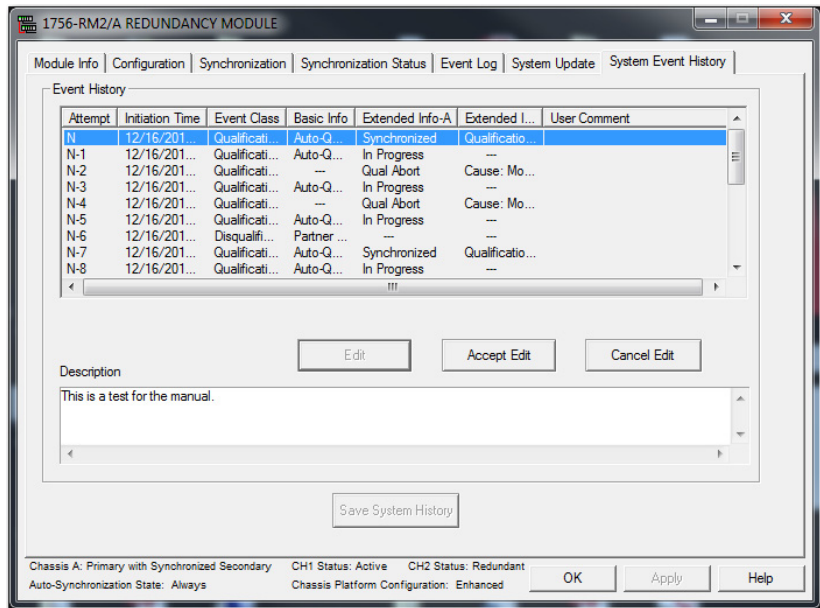 1756-RM2/A REDUNDANCY MODULE
Module Info Configuration Synchronization Synchronization Status Event Log System Update System Event History
Event History
Attempt Initiation Time Event Class Basic Info Extended Info-A Extended I... User Comment
N 12/16/201... Qualificati... Auto-Q... Synchronized Qualificatio...
N-1 12/16/201... Qualificati... Auto-Q... In Progress ---
N-2 12/16/201... Qualificati... --- Qual Abort Cause: Mo...
N-3 12/16/201... Qualificati... Auto-Q... In Progress ---
N-4 12/16/201... Qualificati... --- Qual Abort Cause: Mo...
N-5 12/16/201... Qualificati... Auto-Q... In Progress ---
N-6 12/16/201... Disqualifi... Partner ... --- ---
N-7 12/16/201... Qualificati... Auto-Q... Synchronized Qualificatio...
N-8 12/16/201... Qualificati... Auto-Q... In Progress ---
Edit Accept Edit Cancel Edit
Description
This is a test for the manual.
Save System History
Chassis A: Primary with Synchronized Secondary CH1 Status: Active CH2 Status: Redundant
Auto-Synchronization State: Always Chassis Platform Configuration: Enhanced
OK Apply Help